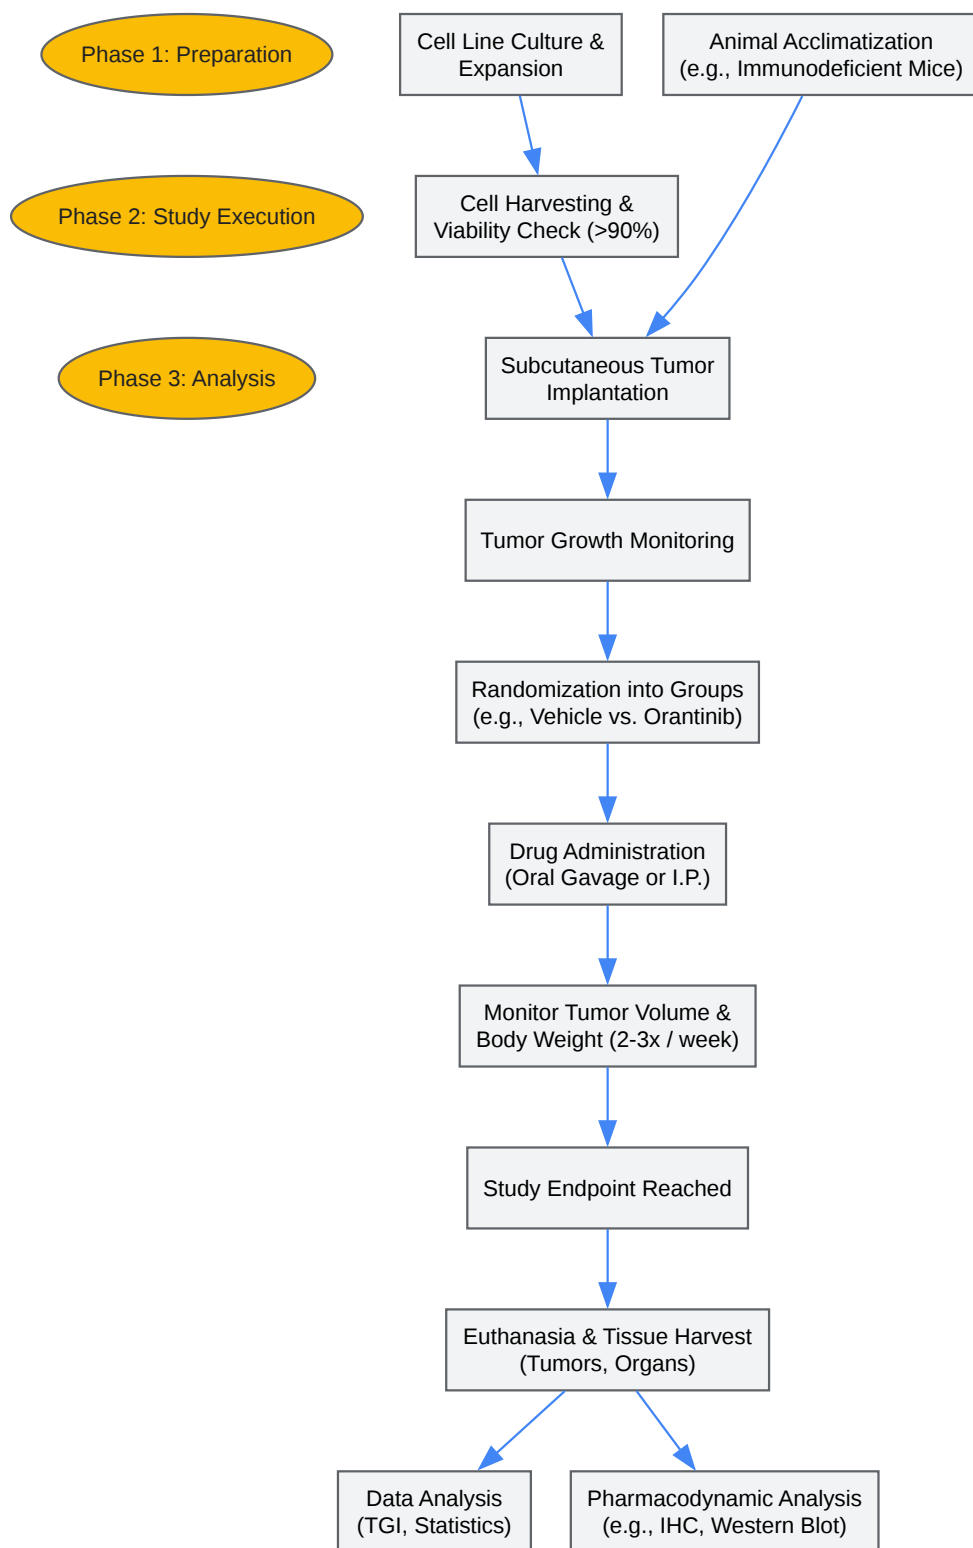 Phase 1: Preparation
Cell Line Culture &
Expansion
Animal Acclimatization
(e.g., Immunodeficient Mice)
Phase 2: Study Execution
Cell Harvesting &
Viability Check (>90%)
Phase 3: Analysis
Subcutaneous Tumor
Implantation
Tumor Growth Monitoring
Randomization into Groups
(e.g., Vehicle vs. Orantinib)
Drug Administration
(Oral Gavage or I.P.)
Monitor Tumor Volume &
Body Weight (2-3x / week)
Study Endpoint Reached
Euthanasia & Tissue Harvest
(Tumors, Organs)
Data Analysis
(TGI, Statistics)
Pharmacodynamic Analysis
(e.g., IHC, Western Blot)